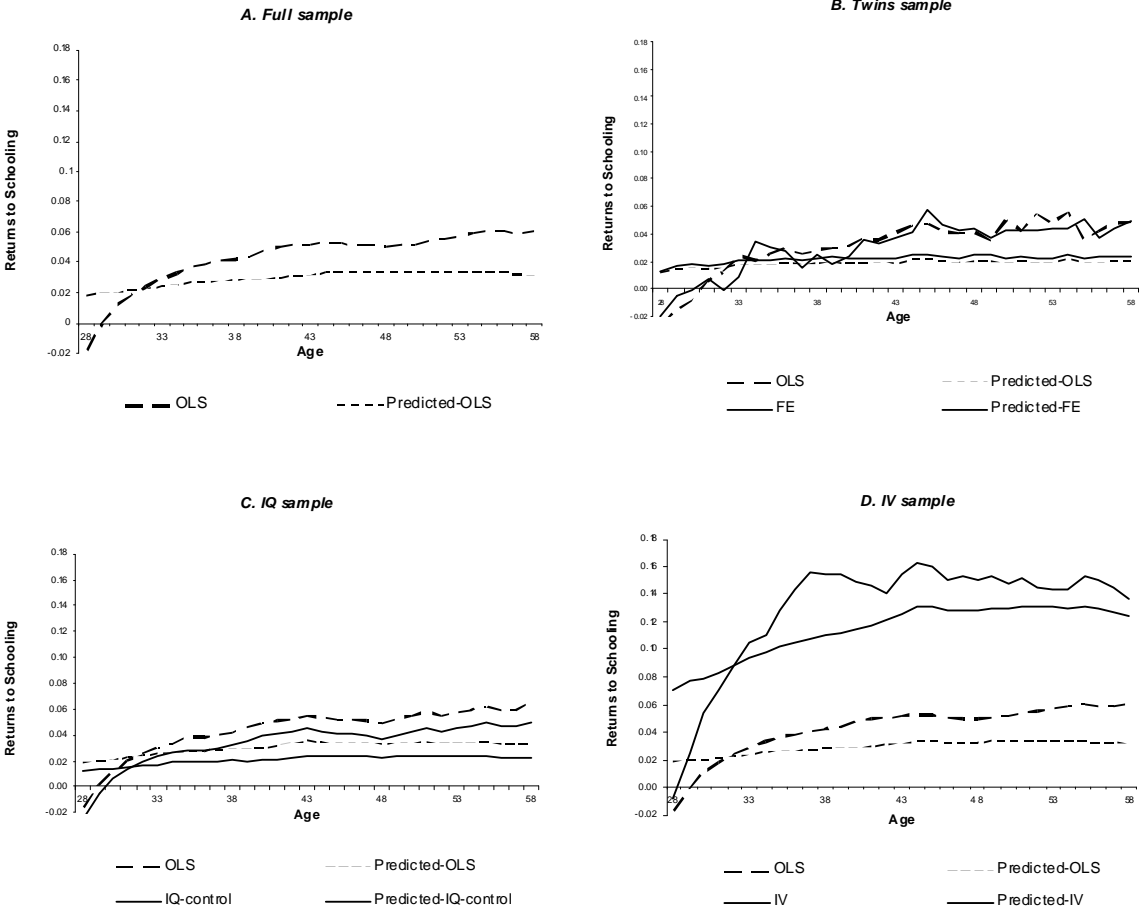 A. Full sample
0.18
0.16
0.14
0.12
0.1
0.08
0.06
0.04
0.02
0
-0.02
Returns to Schooling
28 33 38 43 48 53 58
Age
OLS Predicted-OLS
B. Twins sample
0.18
0.16
0.14
0.12
0.10
0.08
0.06
0.04
0.02
0.00
-0.02
Returns to Schooling
28 33 38 43 48 53 58
Age
OLS Predicted-OLS
FE Predicted-FE
C. IQ sample
0.18
0.16
0.14
0.12
0.10
0.08
0.06
0.04
0.02
0.00
-0.02
Returns to Schooling
28 33 38 43 48 53 58
Age
OLS Predicted-OLS
IQ-control Predicted-IQ-control
D. IV sample
0.18
0.16
0.14
0.12
0.10
0.08
0.06
0.04
0.02
0.00
-0.02
Returns to Schooling
28 33 38 43 48 53 58
Age
OLS Predicted-OLS
IV Predicted-IV